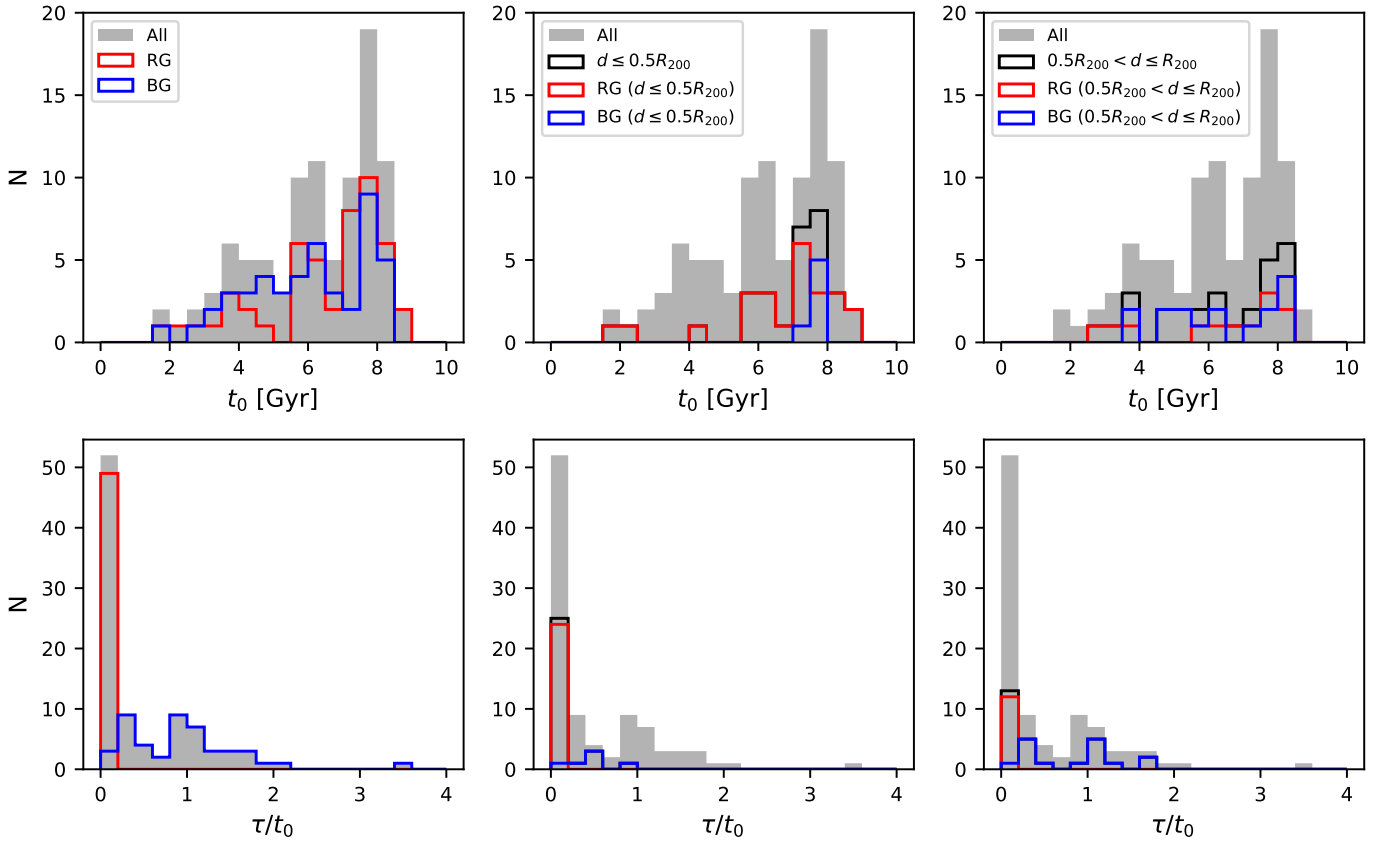 20
15
10
5
0
N
All
RG
BG
0 2 4 6 8 10
t₀ [Gyr]
20
15
10
5
0
All
d ≤ 0.5R₂₀₀
RG (d ≤ 0.5R₂₀₀)
BG (d ≤ 0.5R₂₀₀)
0 2 4 6 8 10
t₀ [Gyr]
20
15
10
5
0
All
0.5R₂₀₀ < d ≤ R₂₀₀
RG (0.5R₂₀₀ < d ≤ R₂₀₀)
BG (0.5R₂₀₀ < d ≤ R₂₀₀)
0 2 4 6 8 10
t₀ [Gyr]
50
40
30
20
10
0
N
0 1 2 3 4
τ/t₀
50
40
30
20
10
0
0 1 2 3 4
τ/t₀
50
40
30
20
10
0
0 1 2 3 4
τ/t₀